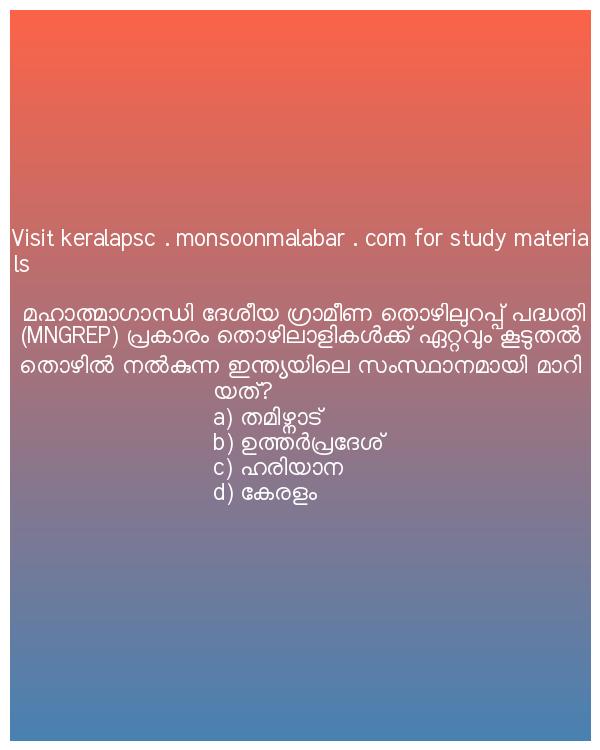 Visit keralapsc . monsoonmalabar . com for study materia
ls
മഹാത്മാഗാന്ധി ദേശീയ ഗ്രാമീണ തൊഴിലുറപ്പ് പദ്ധതി
(MNGREP) പ്രകാരം തൊഴിലാളികൾക്ക് ഏറ്റവും കൂടുതൽ
തൊഴിൽ നൽകുന്ന ഇന്ത്യയിലെ സംസ്ഥാനമായി മാറി
യത്?
a) തമിഴ്നാട്
b) ഉത്തർപ്രദേശ്
c) ഹരിയാന
d) കേരളം